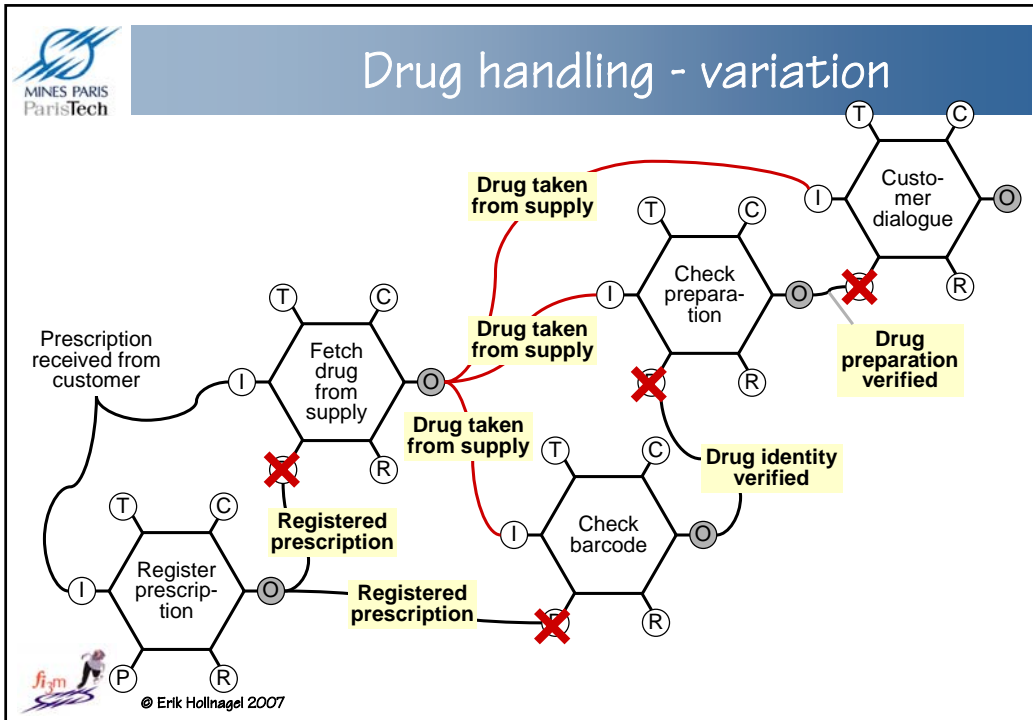 MINES PARIS
ParisTech
Drug handling - variation
T
C
I
Custo-
mer
dialogue
O
R
Drug taken
from supply
T
C
I
Check
prepara-
tion
O
R
Drug
preparation
verified
Drug taken
from supply
Prescription
received from
customer
T
C
I
Fetch
drug
from
supply
O
R
Drug taken
from supply
Drug identity
verified
T
C
I
Check
barcode
O
R
Registered
prescription
Registered
prescription
T
C
I
Register
prescrip-
tion
O
P
R
fi3m
© Erik Hollnagel 2007